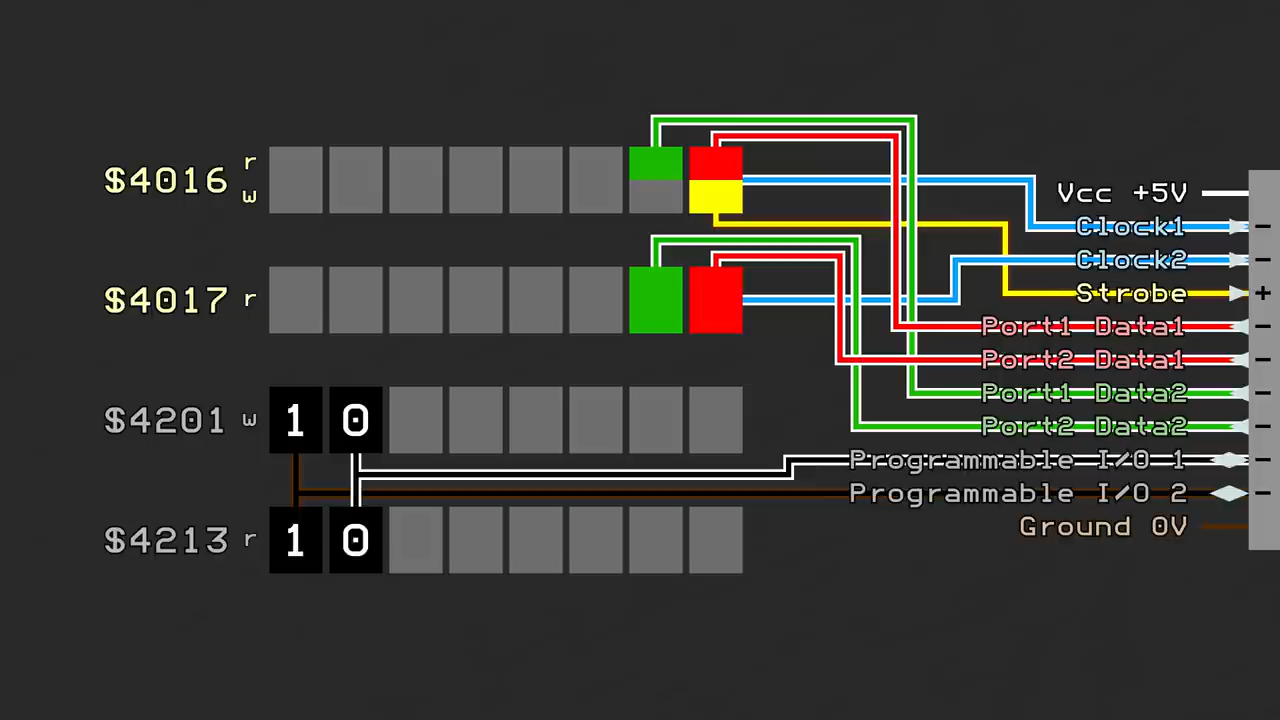 $4016 r
w
Vcc +5V
Clock1 -
Clock2 -
Strobe +
$4017 r
Port1 Data1 -
Port2 Data1 -
Port1 Data2 -
Port2 Data2 -
$4201 w 1 0
Programmable I/O 1 -
Programmable I/O 2 -
Ground 0V
$4213 r 1 0